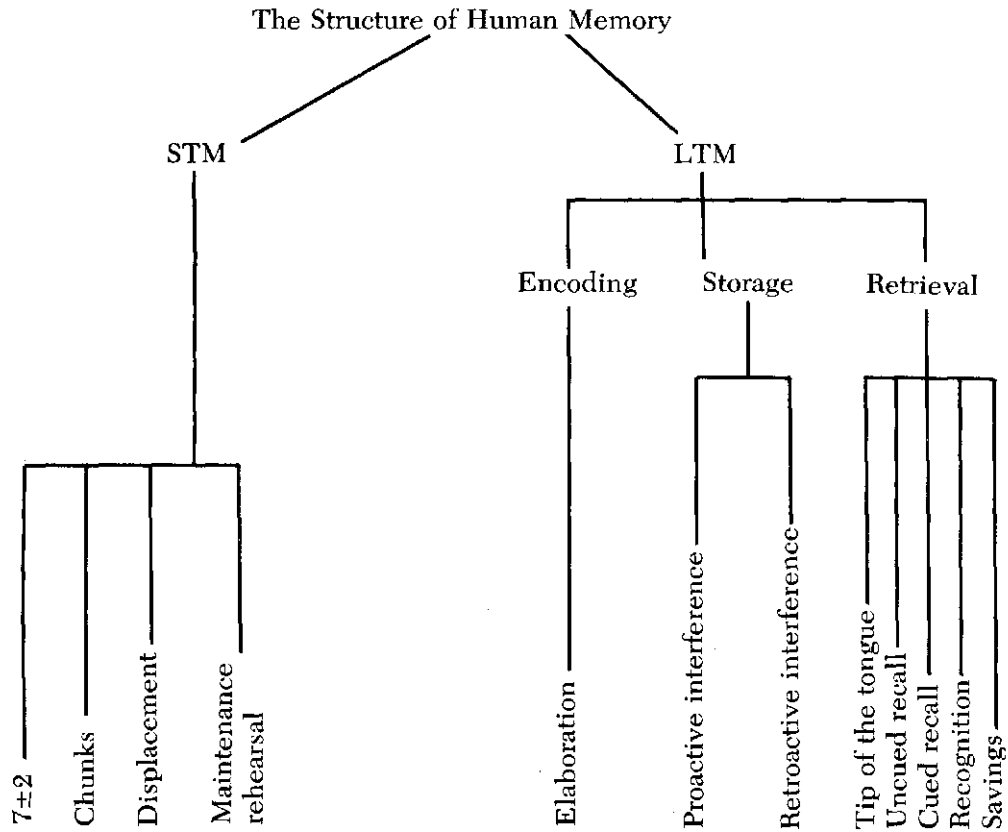 The Structure of Human Memory
STM
LTM
Encoding
Storage
Retrieval
7±2
Chunks
Displacement
Maintenance
rehearsal
Elaboration
Proactive interference
Retroactive interference
Tip of the tongue
Uncued recall
Cued recall
Recognition
Savings